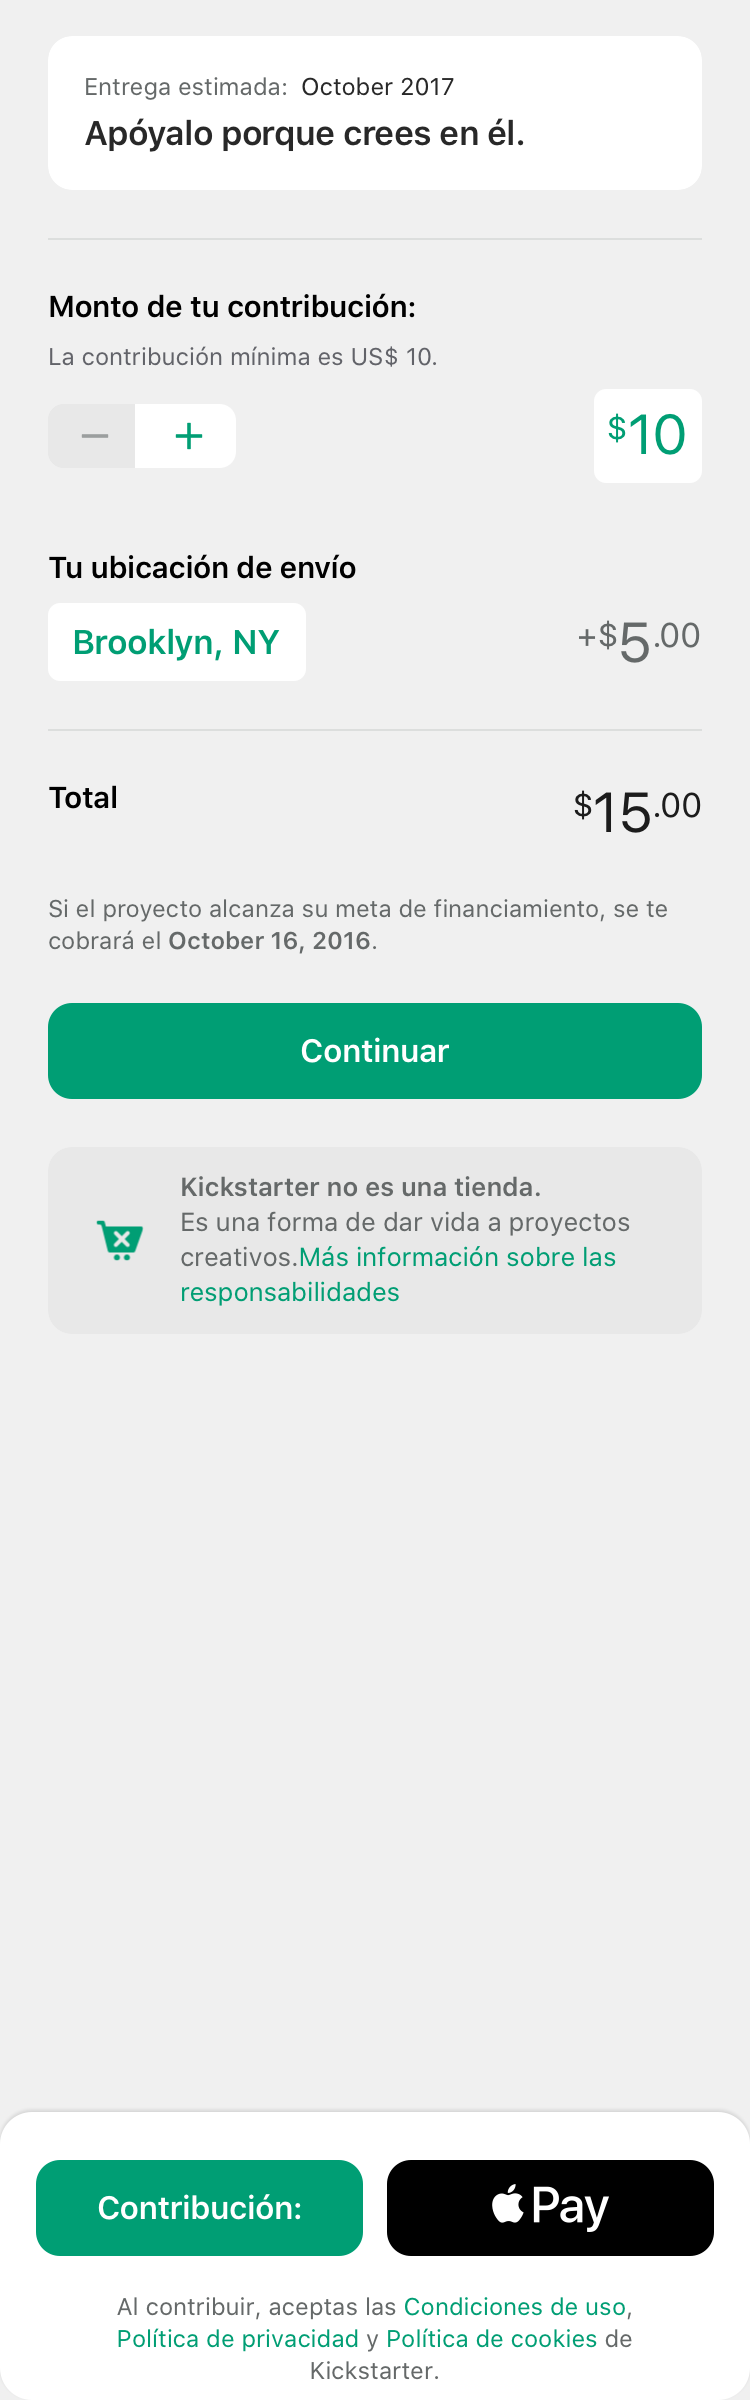 Entrega estimada: October 2017
Apóyalo porque crees en él.
Monto de tu contribución:
La contribución mínima es US$ 10.
− +
$10
Tu ubicación de envío
Brooklyn, NY
+$5.00
Total
$15.00
Si el proyecto alcanza su meta de financiamiento, se te
cobrará el October 16, 2016.
Continuar
Kickstarter no es una tienda.
Es una forma de dar vida a proyectos
creativos.Más información sobre las
responsabilidades
Contribución:
Pay
Al contribuir, aceptas las Condiciones de uso,
Política de privacidad y Política de cookies de
Kickstarter.